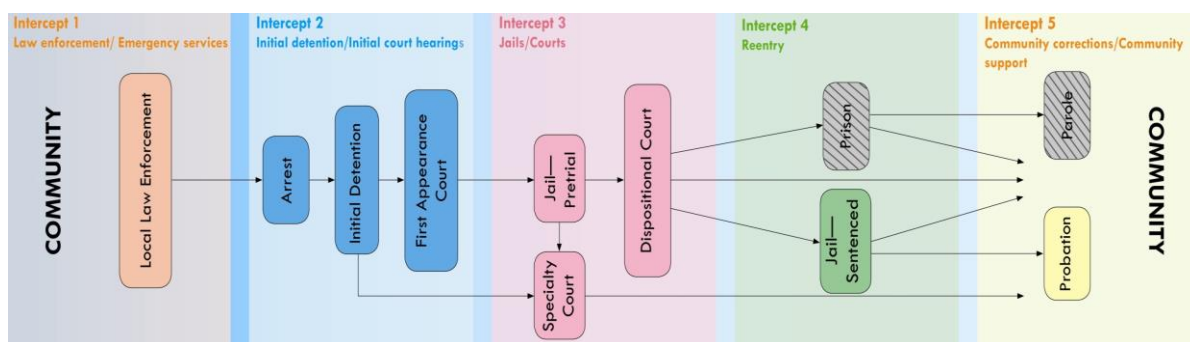 Intercept 1
Law enforcement/ Emergency services
COMMUNITY
Local Law Enforcement
Intercept 2
Initial detention/Initial court hearings
Arrest
Initial Detention
First Appearance
Court
Intercept 3
Jails/Courts
Jail—
Pretrial
Specialty
Court
Dispositional Court
Intercept 4
Reentry
Prison
Jail—
Sentenced
Intercept 5
Community corrections/Community
support
Parole
Probation
COMMUNITY